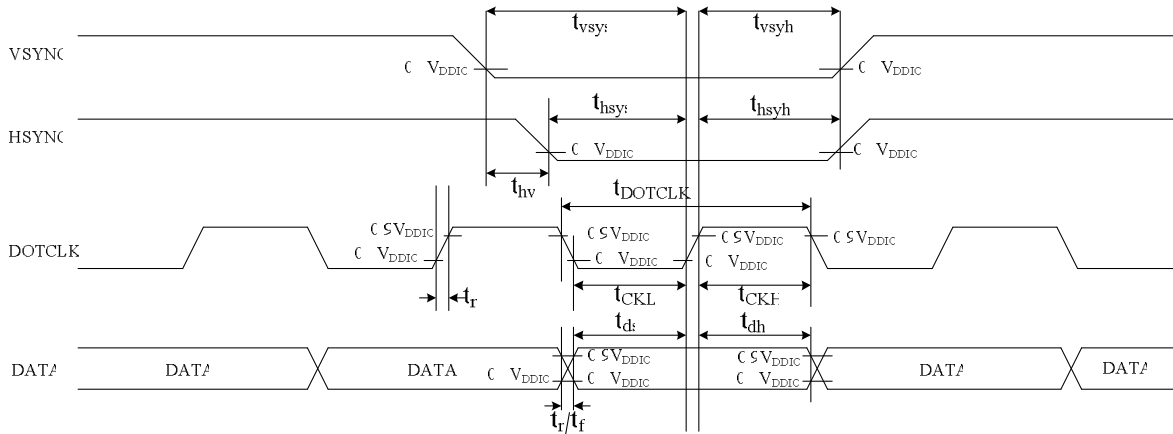 tvsys tvsyh
VSYNC
VDDIC VDDIC
thsys thsyh
HSYNC
VDDIC VDDIC
thv
tDOTCLK
DOTCLK
VDDIC VDDIC VDDIC VDDIC
VDDIC VDDIC VDDIC
tr tCKL tCKH
tds tdh
DATA DATA DATA DATA DATA
VDDIC VDDIC
VDDIC VDDIC VDDIC
tr/tf